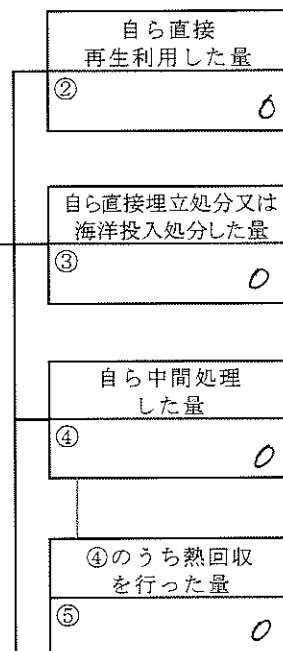 自ら直接
再生利用した量
②
0
自ら直接埋立処分又は
海洋投入処分した量
③
0
自ら中間処理
した量
④
0
④のうち熱回収
を行った量
⑤
0